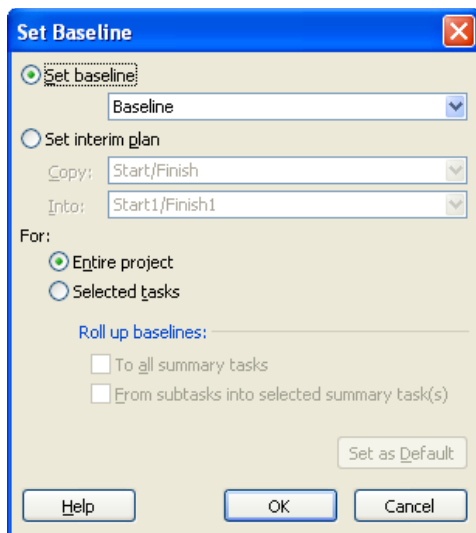 Set Baseline
Set baseline
Baseline
Set interim plan
Copy: Start/Finish
Into: Start1/Finish1
For:
Entire project
Selected tasks
Roll up baselines:
To all summary tasks
From subtasks into selected summary task(s)
Set as Default
Help OK Cancel